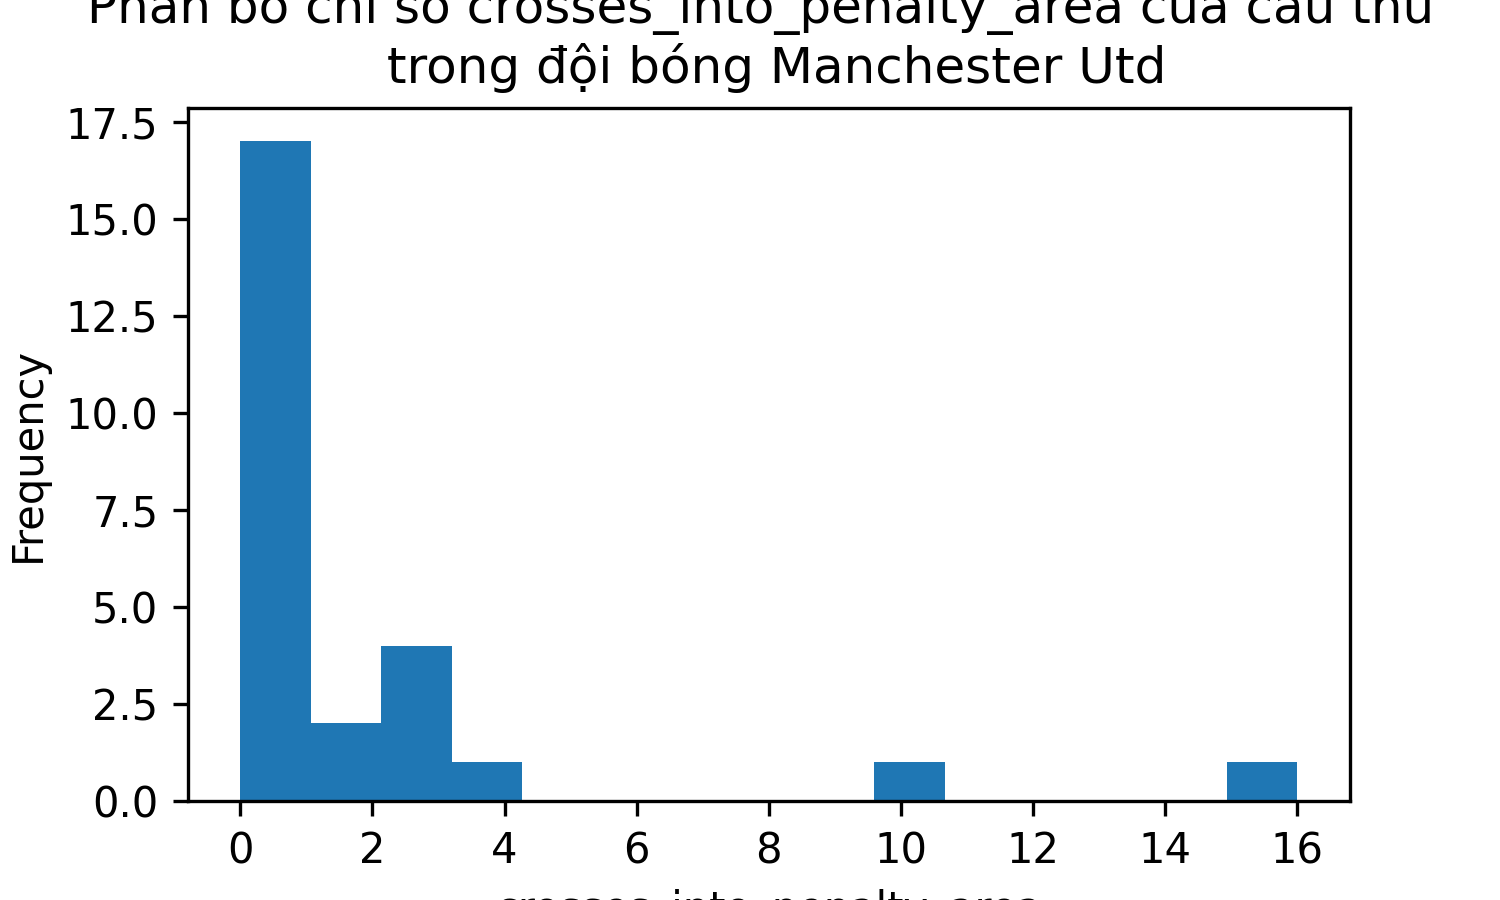 Phân bố chỉ số crosses_into_penalty_area của cầu thủ
trong đội bóng Manchester Utd
17.5
15.0
12.5
10.0
7.5
5.0
2.5
0.0
Frequency
0 2 4 6 8 10 12 14 16
crosses_into_penalty_area